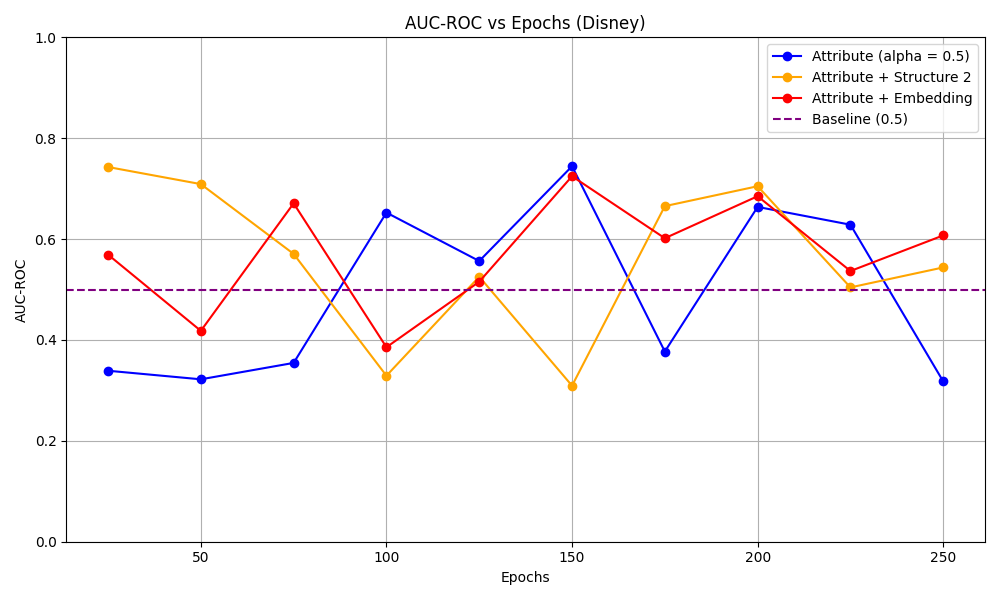 AUC-ROC vs Epochs (Disney)
1.0
0.8
0.6
0.4
0.2
0.0
AUC-ROC
Attribute (alpha = 0.5)
Attribute + Structure 2
Attribute + Embedding
Baseline (0.5)
50 100 150 200 250
Epochs